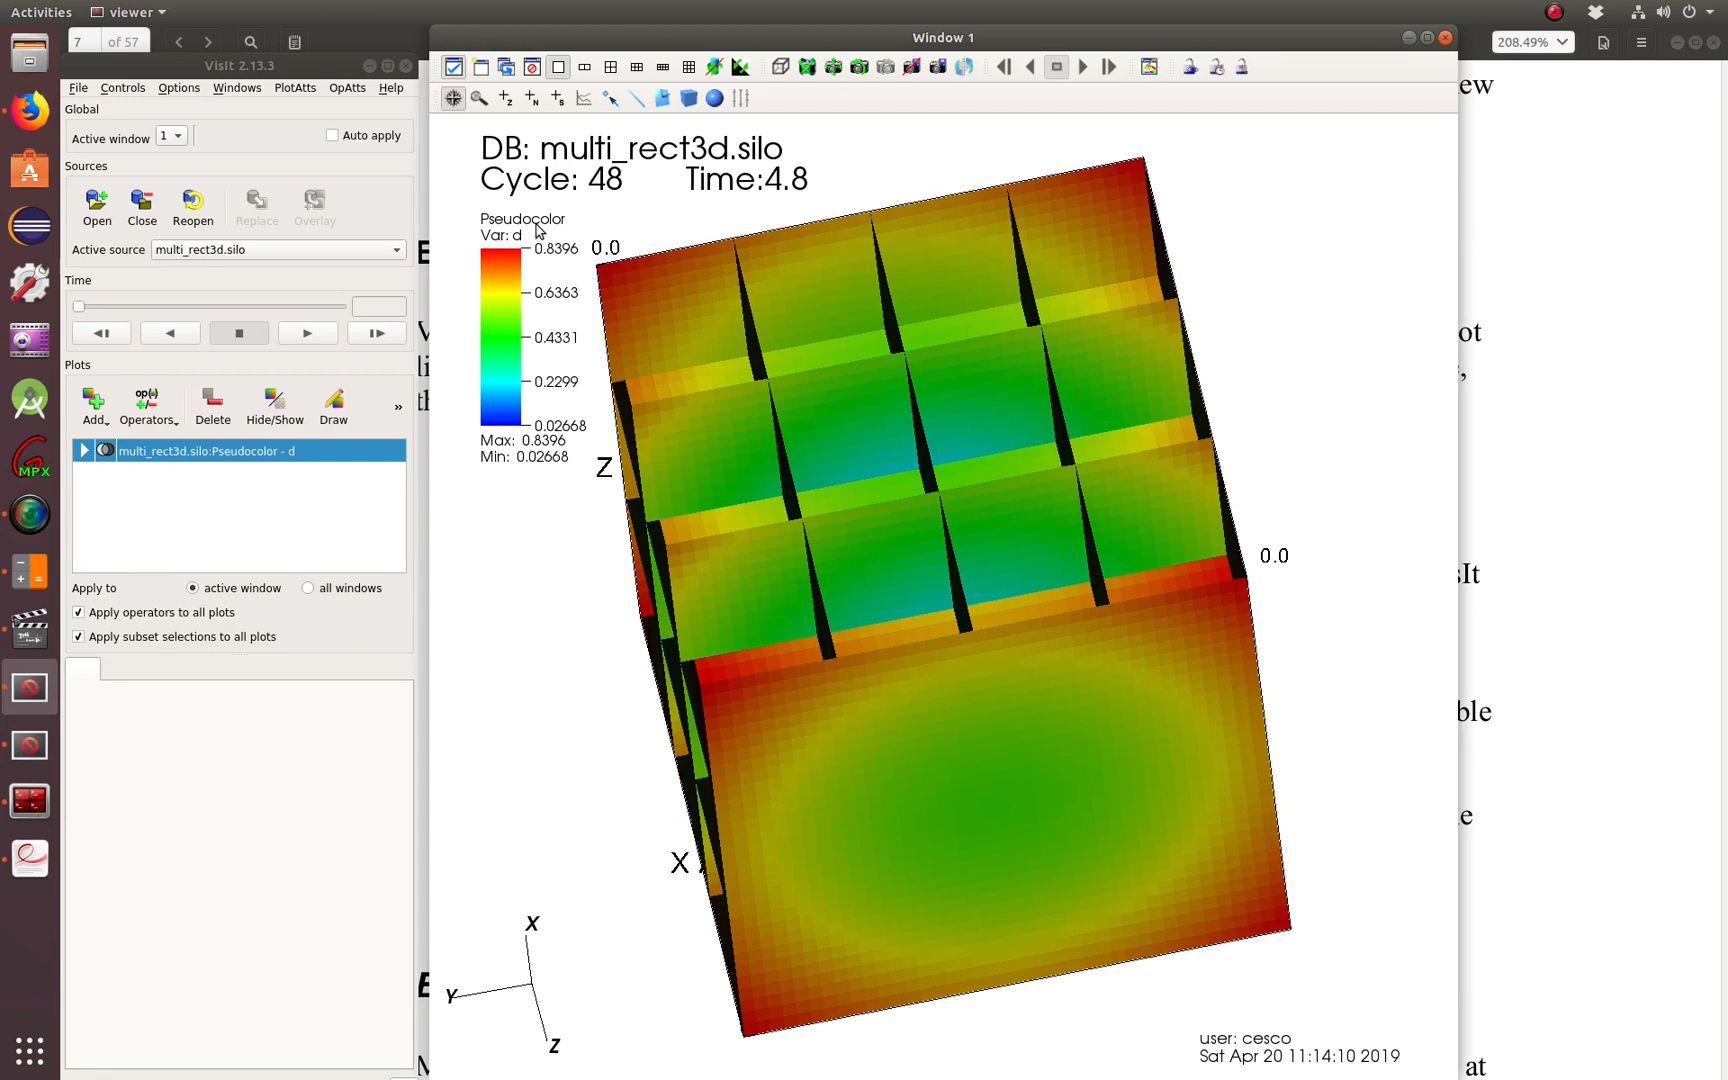 Activities viewer
7 of 57
208.49%
VisIt 2.13.3
File Controls Options Windows PlotAtts OpAtts Help
Global
Active window 1 Auto apply
Sources
Open Close Reopen Replace Overlay
Active source multi_rect3d.silo
Time
Plots
Add Operators Delete Hide/Show Draw »
multi_rect3d.silo:Pseudocolor - d
Apply to active window all windows
Apply operators to all plots
Apply subset selections to all plots
Window 1
DB: multi_rect3d.silo
Cycle: 48 Time:4.8
Pseudocolor
Var: d
0.8396
0.6363
0.4331
0.2299
0.02668
Max: 0.8396
Min: 0.02668
0.0
Z
0.0
X
X
Y
Z
user: cesco
Sat Apr 20 11:14:10 2019
MPX
ew
ot
sIt
ble
e
at